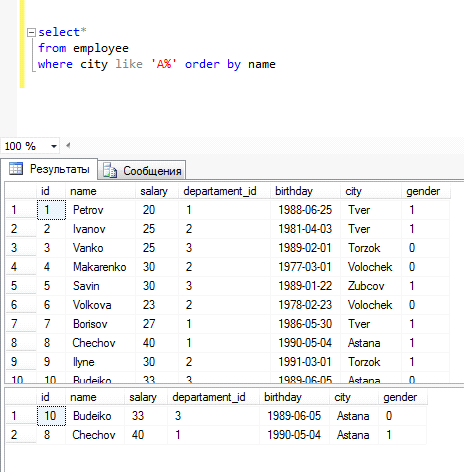 select*
from employee
where city like 'A%' order by name
100 %
Результаты Сообщения
id name salary departament_id birthday city gender
1 1 Petrov 20 1 1988-06-25 Tver 1
2 2 Ivanov 25 2 1981-04-03 Tver 1
3 3 Vanko 25 3 1989-02-01 Torzok 0
4 4 Makarenko 30 2 1977-03-01 Volochek 0
5 5 Savin 30 3 1989-01-22 Zubcov 1
6 6 Volkova 23 2 1978-02-23 Volochek 0
7 7 Borisov 27 1 1986-05-30 Tver 1
8 8 Chechov 40 1 1990-05-04 Astana 1
9 9 Ilyne 30 2 1991-03-01 Torzok 1
10 10 Budeiko 33 3 1989-06-05 Astana 0
id name salary departament_id birthday city gender
1 10 Budeiko 33 3 1989-06-05 Astana 0
2 8 Chechov 40 1 1990-05-04 Astana 1